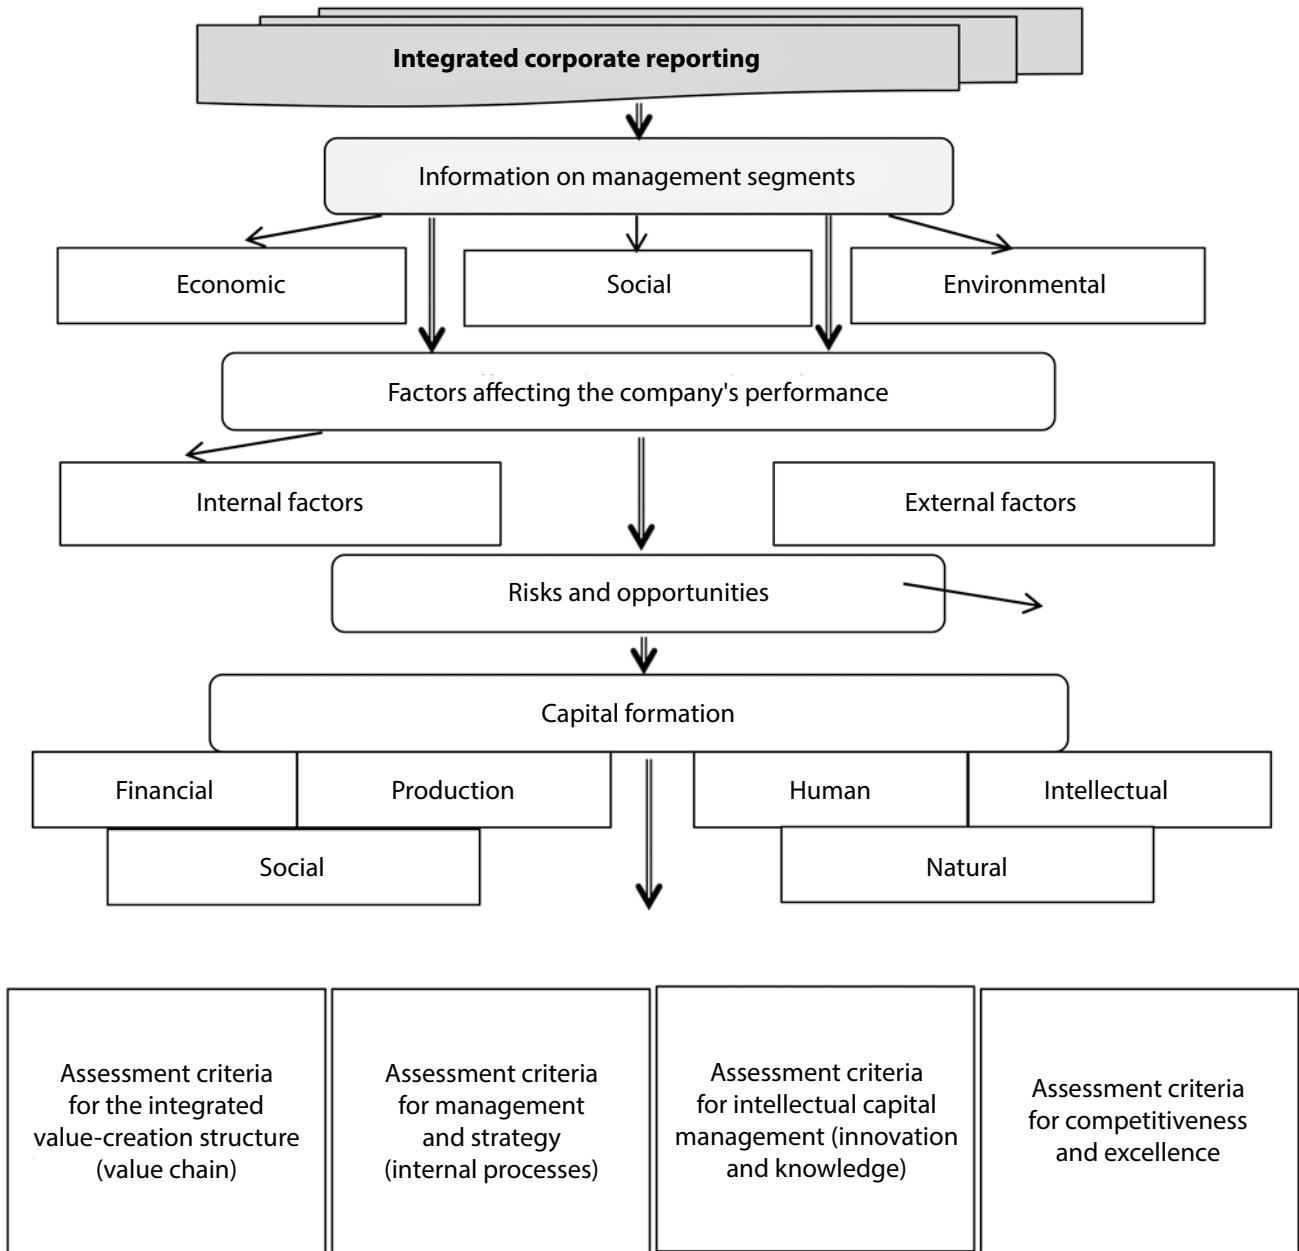 Integrated corporate reporting
Information on management segments
Economic
Social
Environmental
Factors affecting the company's performance
Internal factors
External factors
Risks and opportunities
Capital formation
Financial
Production
Human
Intellectual
Social
Natural
Assessment criteria
for the integrated
value-creation structure
(value chain)
Assessment criteria
for management
and strategy
(internal processes)
Assessment criteria
for intellectual capital
management (innovation
and knowledge)
Assessment criteria
for competitiveness
and excellence